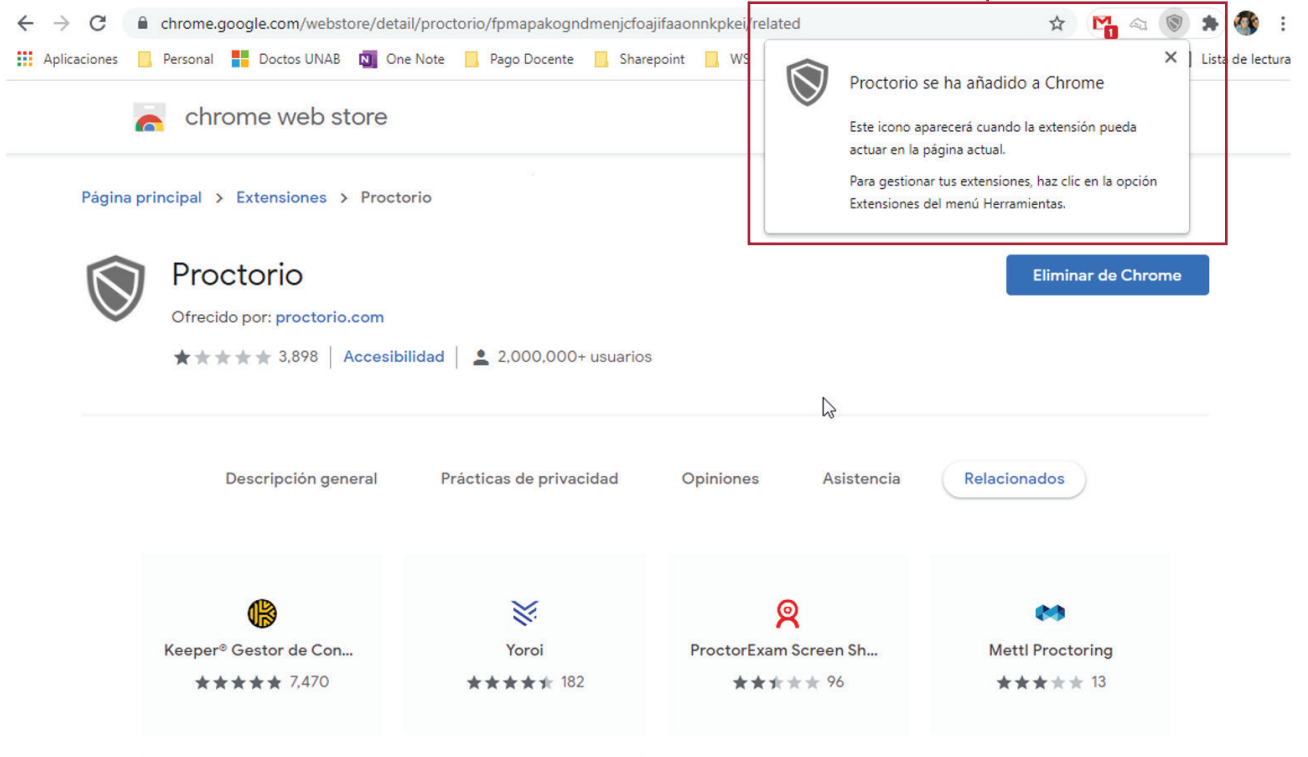 chrome.google.com/webstore/detail/proctorio/fpmapakogndmenjcfoajifaaonnkpkei/related
1
Aplicaciones Personal Doctos UNAB One Note Pago Docente Sharepoint WS Lista de lectura
chrome web store
Proctorio se ha añadido a Chrome
Este icono aparecerá cuando la extensión pueda
actuar en la página actual.
Para gestionar tus extensiones, haz clic en la opción
Extensiones del menú Herramientas.
Página principal > Extensiones > Proctorio
Proctorio
Eliminar de Chrome
Ofrecido por: proctorio.com
3,898 | Accesibilidad | 2,000,000+ usuarios
Descripción general Prácticas de privacidad Opiniones Asistencia Relacionados
Keeper® Gestor de Con... Yoroi ProctorExam Screen Sh... Mettl Proctoring
7,470 182 96 13